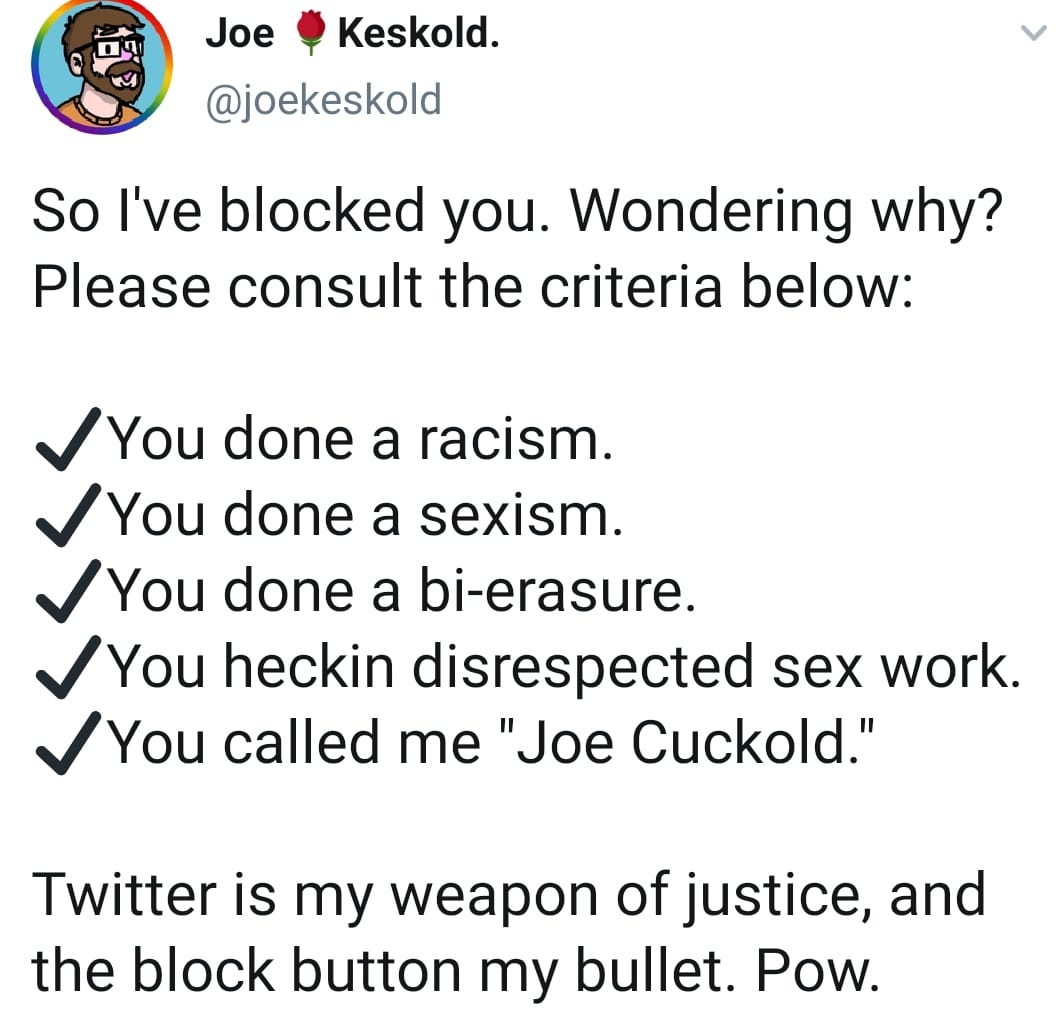 Joe 🌹 Keskold.
@joekeskold
So I've blocked you. Wondering why?
Please consult the criteria below:
✔You done a racism.
✔You done a sexism.
✔You done a bi-erasure.
✔You heckin disrespected sex work.
✔You called me "Joe Cuckold."
Twitter is my weapon of justice, and
the block button my bullet. Pow.